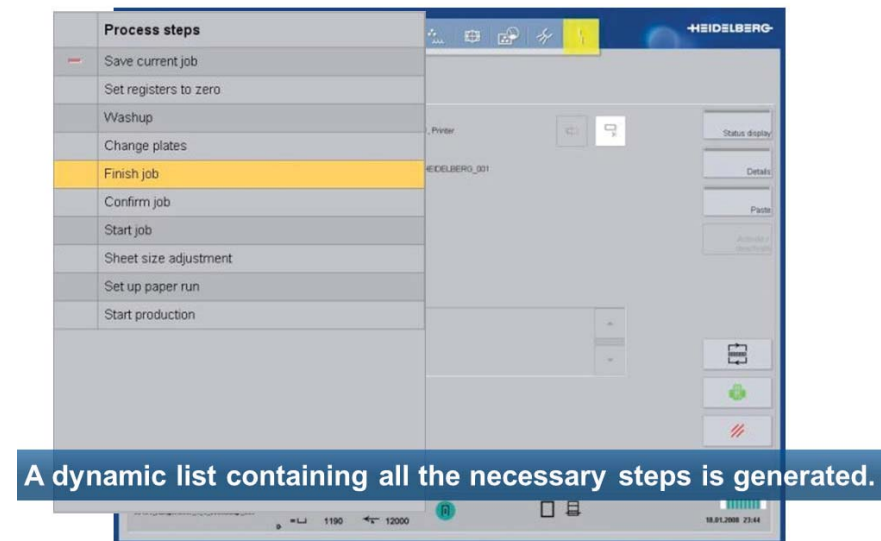 Process steps
Save current job
Set registers to zero
Washup
Change plates
Finish job
Confirm job
Start job
Sheet size adjustment
Set up paper run
Start production
-HEIDELBERG-
, Printer
HEIDELBERG_001
Status display
Details
Paste
A dynamic list containing all the necessary steps is generated.
1190
12000
18.01.2008 23:44